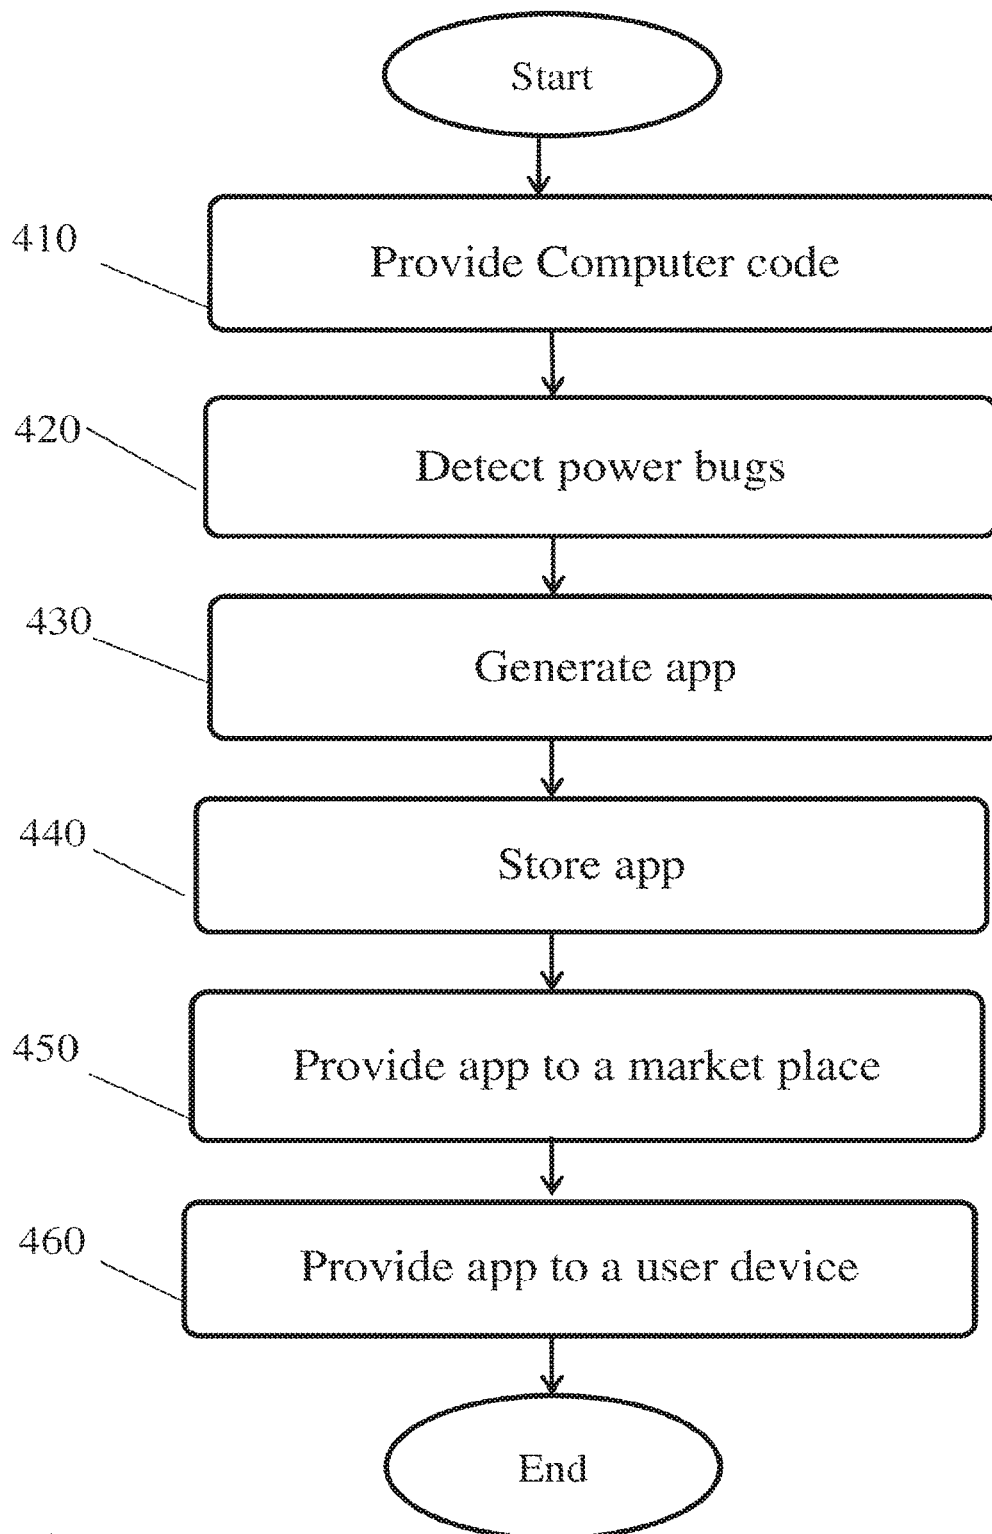 Start
410
Provide Computer code
420
Detect power bugs
430
Generate app
440
Store app
450
Provide app to a market place
460
Provide app to a user device
End